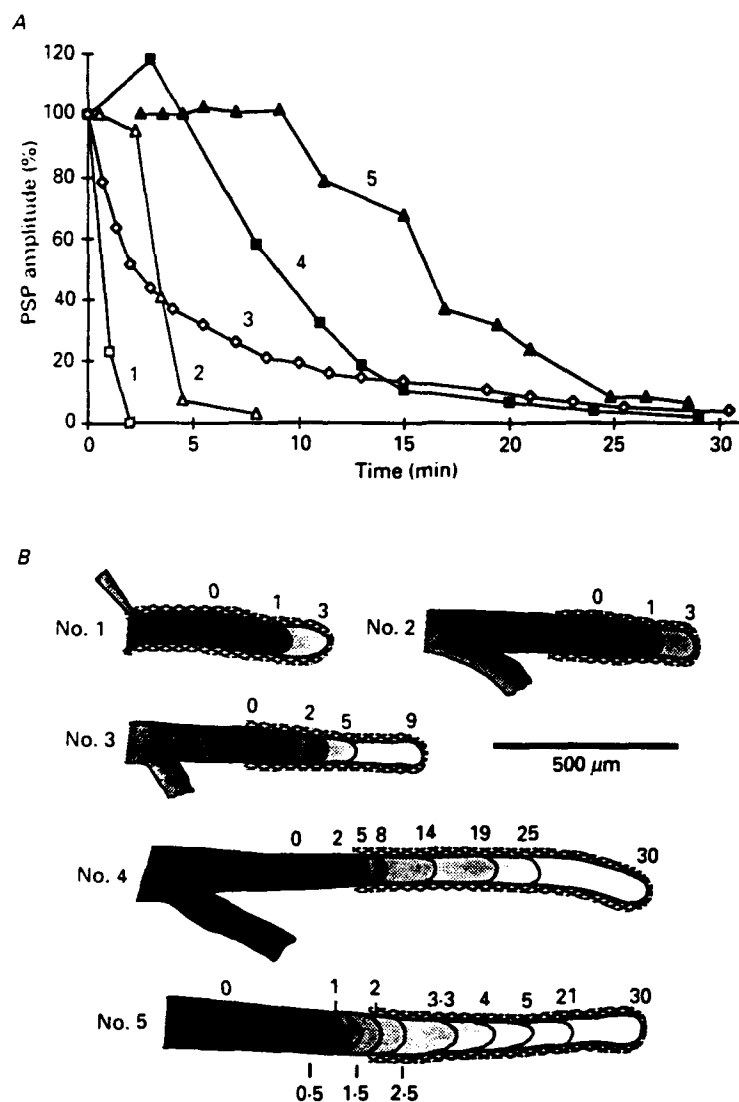 A
120
100
80
60
40
20
0
PSP amplitude (%)
1
2
3
4
5
0 5 10 15 20 25 30
Time (min)
B
No. 1
0 1 3
No. 2
0 1 3
No. 3
0 2 5 9
500 μm
No. 4
0 2 5 8 14 19 25 30
No. 5
0 1 2 3·3 4 5 21 30
0·5 1·5 2·5